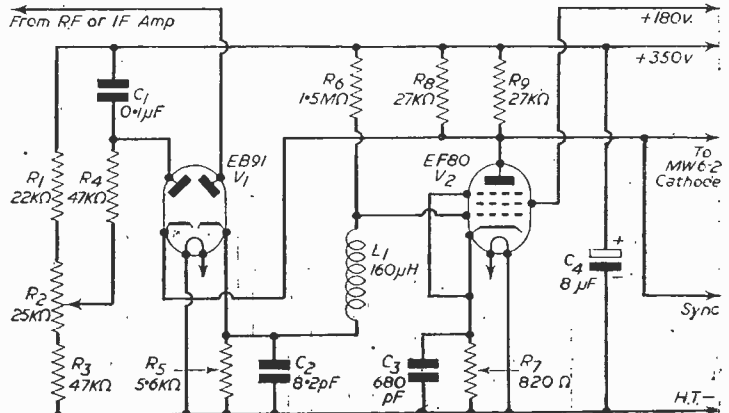 From RF or IF Amp
+180v.
+350v
C1
0·1µF
R6
1·5MΩ
R8
27KΩ
R9
27KΩ
R1
22KΩ
R4
47KΩ
EB91
V1
EF80
V2
To
MW6-2
Cathode
L1
160µH
C4
8 µF
+
–
R2
25KΩ
Sync
R3
47KΩ
R5
5·6KΩ
C2
8·2pF
C3
680
pF
R7
820 Ω
H.T.–